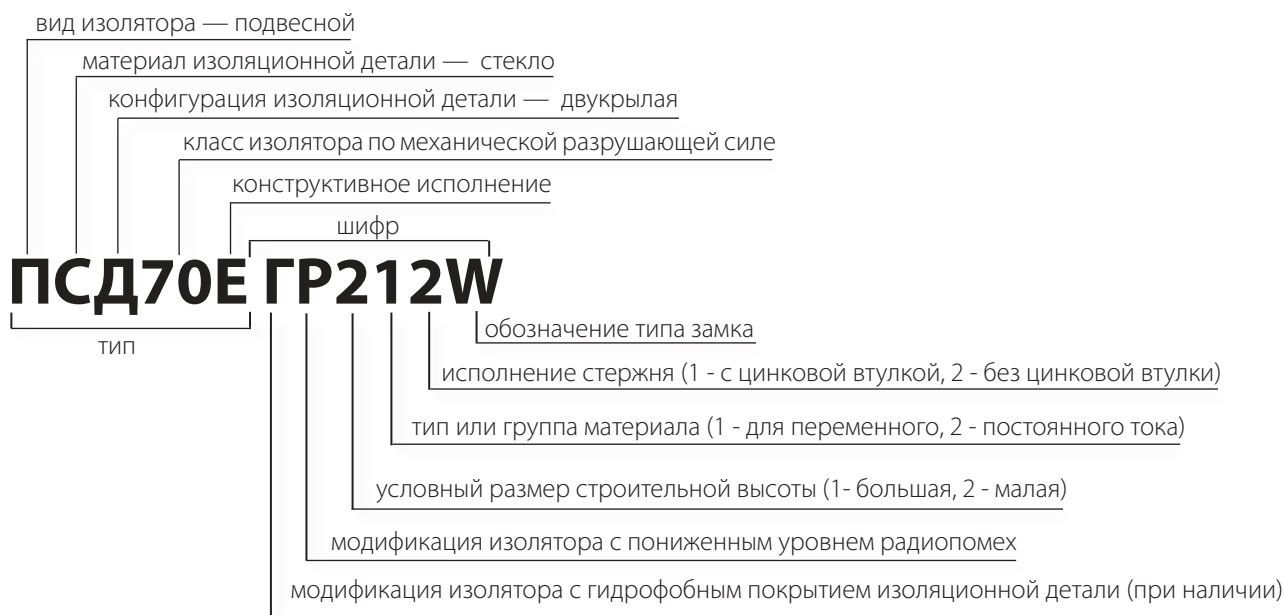 вид изолятора — подвесной
материал изоляционной детали — стекло
конфигурация изоляционной детали — двукрылая
класс изолятора по механической разрушающей силе
конструктивное исполнение
шифр
ПСД70Е ГР212W
тип
обозначение типа замка
исполнение стержня (1 - с цинковой втулкой, 2 - без цинковой втулки)
тип или группа материала (1 - для переменного, 2 - постоянного тока)
условный размер строительной высоты (1- большая, 2 - малая)
модификация изолятора с пониженным уровнем радиопомех
модификация изолятора с гидрофобным покрытием изоляционной детали (при наличии)